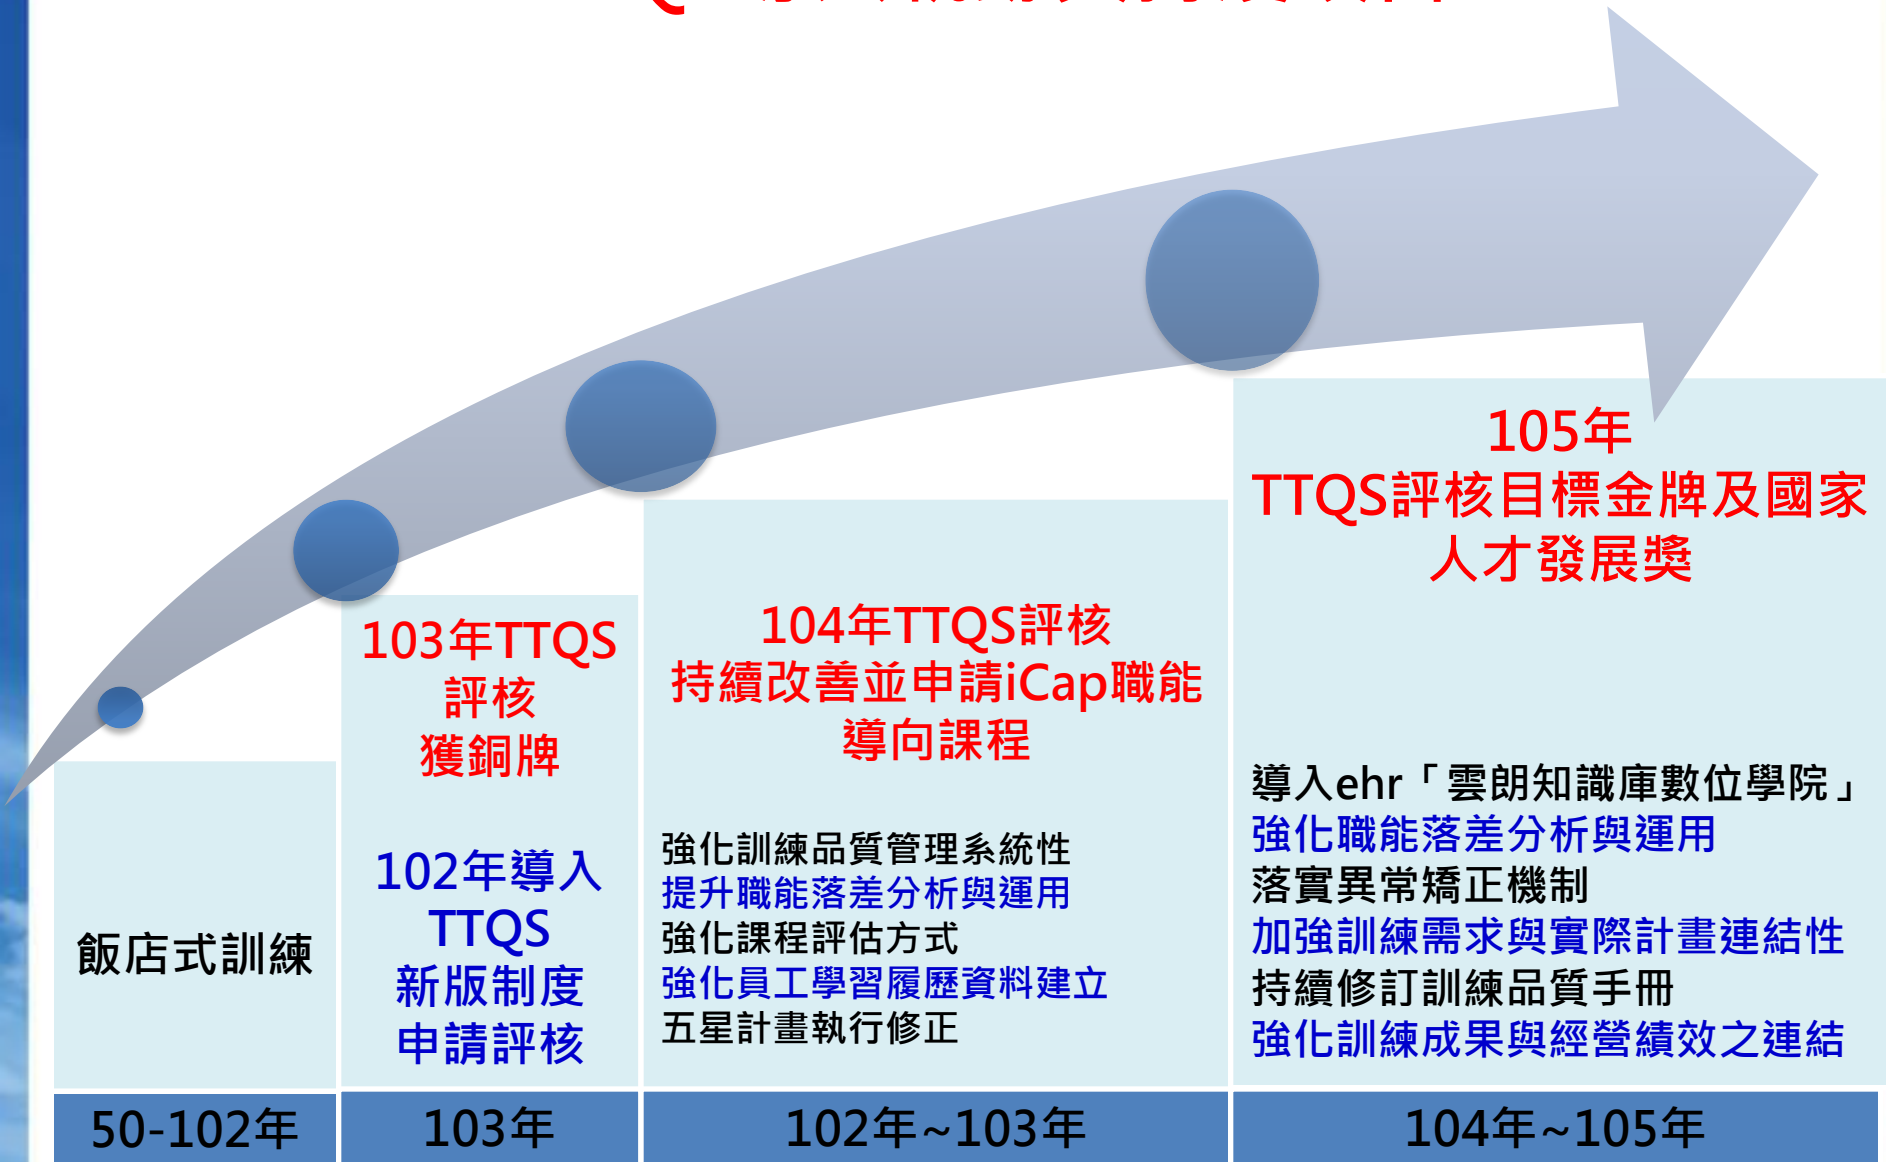 飯店式訓練
50-102年
103年TTQS
評核
獲銅牌
102年導入
TTQS
新版制度
申請評核
103年
104年TTQS評核
持續改善並申請iCap職能
導向課程
強化訓練品質管理系統性
提升職能落差分析與運用
強化課程評估方式
強化員工學習履歷資料建立
五星計畫執行修正
102年~103年
105年
TTQS評核目標金牌及國家
人才發展獎
導入ehr「雲朗知識庫數位學院」
強化職能落差分析與運用
落實異常矯正機制
加強訓練需求與實際計畫連結性
持續修訂訓練品質手冊
強化訓練成果與經營績效之連結
104年~105年